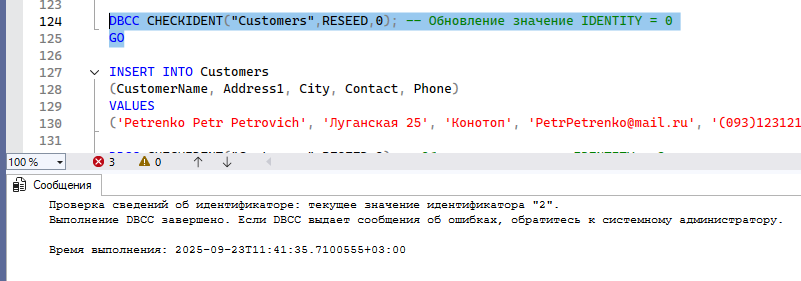 123
124 DBCC CHECKIDENT("Customers",RESEED,0); -- Обновление значение IDENTITY = 0
125 GO
126
127 INSERT INTO Customers
128 (CustomerName, Address1, City, Contact, Phone)
129 VALUES
130 ('Petrenko Petr Petrovich', 'Луганская 25', 'Конотоп', 'PetrPetrenko@mail.ru', '(093)123121
131
100 % 3 0
Сообщения
Проверка сведений об идентификаторе: текущее значение идентификатора "2".
Выполнение DBCC завершено. Если DBCC выдает сообщения об ошибках, обратитесь к системному администратору.
Время выполнения: 2025-09-23T11:41:35.7100555+03:00